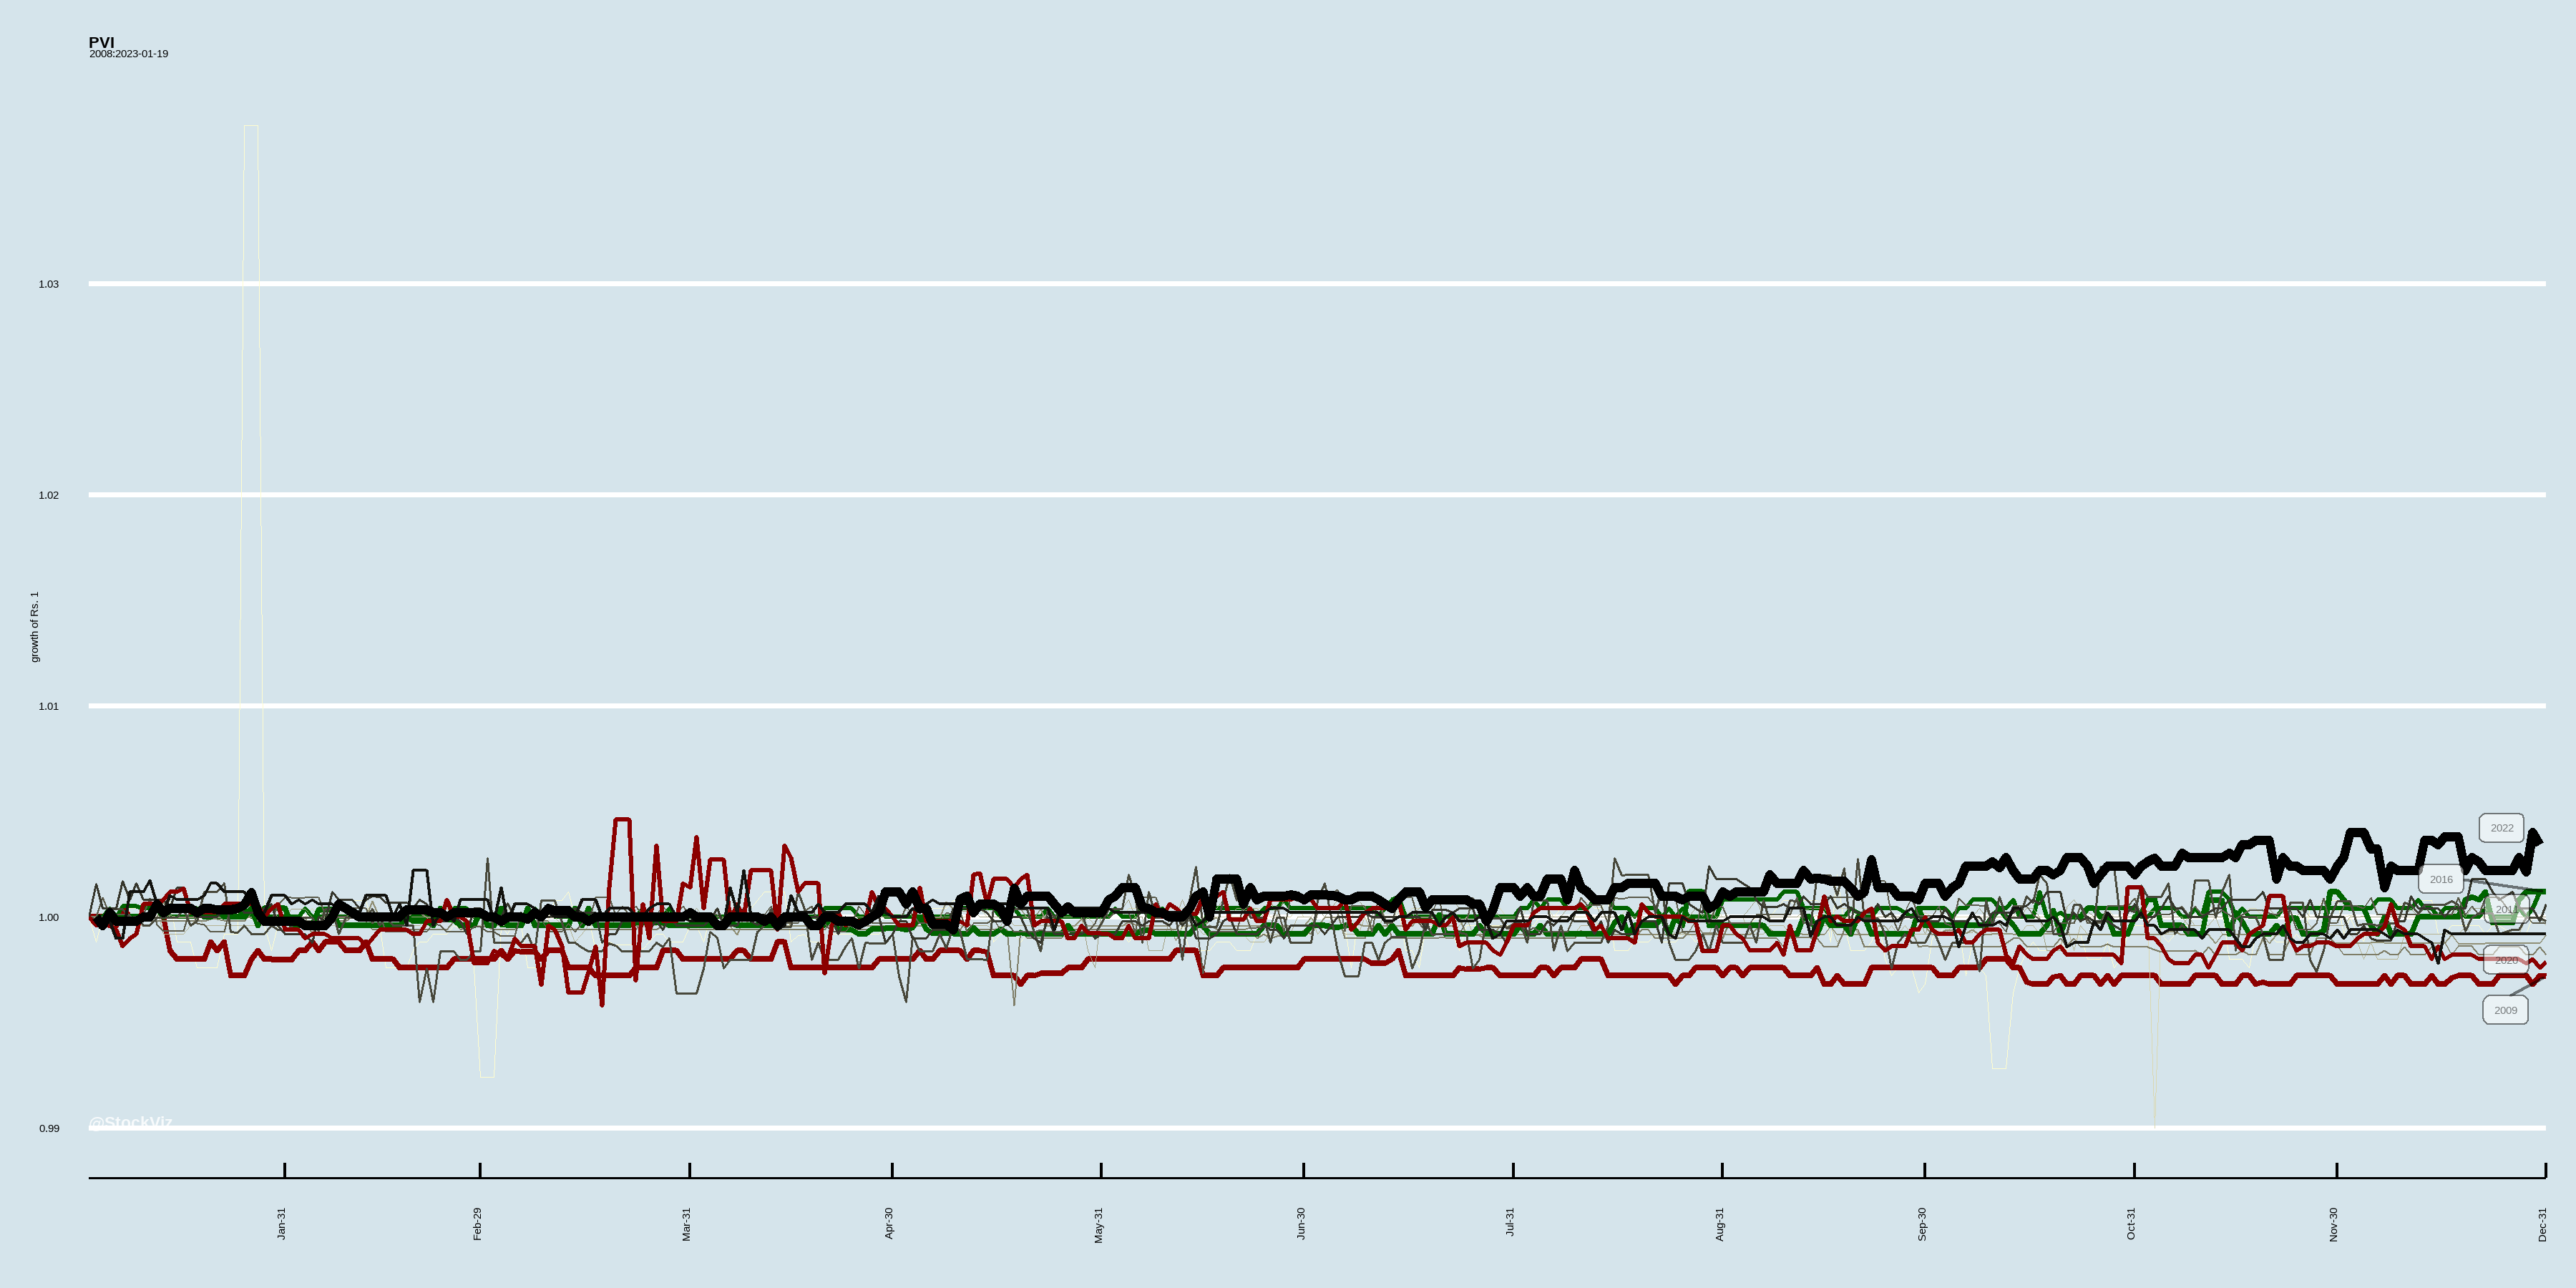 PVI
2008:2023-01-19
1.03
1.02
1.01
1.00
0.99
growth of Rs. 1
2022
2016
2011
2020
2009
@StockViz
Jan-31
Feb-29
Mar-31
Apr-30
May-31
Jun-30
Jul-31
Aug-31
Sep-30
Oct-31
Nov-30
Dec-31